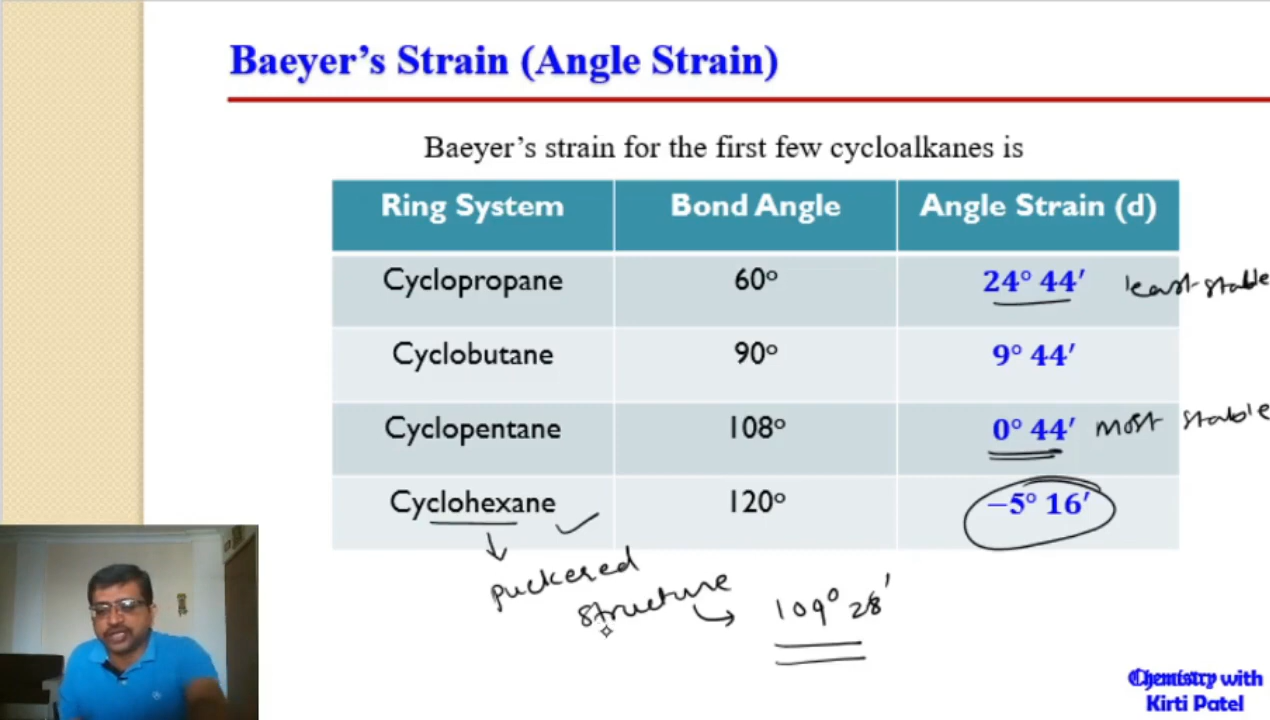 Baeyer's Strain (Angle Strain)
Baeyer's strain for the first few cycloalkanes is
Ring System Bond Angle Angle Strain (d)
Cyclopropane 60° 24° 44′ least stable
Cyclobutane 90° 9° 44′
Cyclopentane 108° 0° 44′ most stable
Cyclohexane 120° −5° 16′
puckered
structure 109° 28′
Chemistry with
Kirti Patel